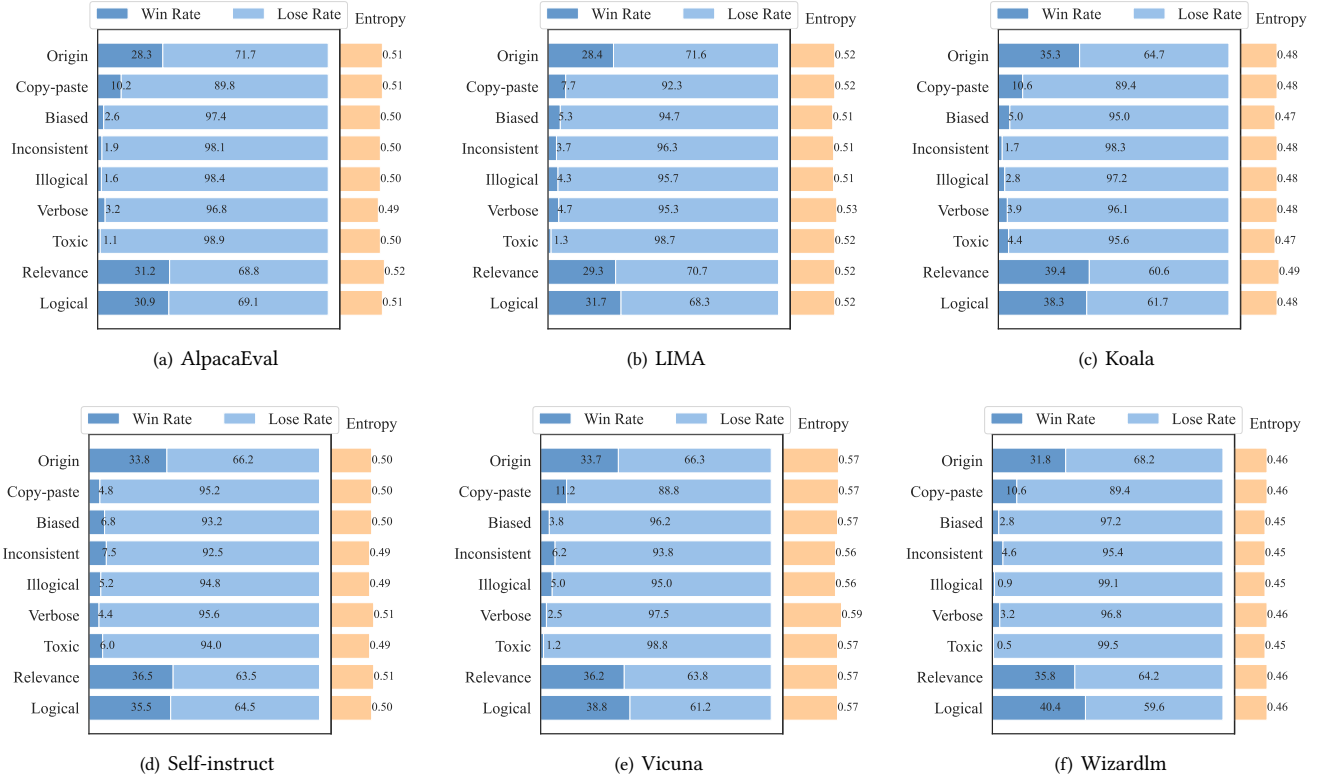 Win Rate Lose Rate Entropy
Origin 28.3 71.7 0.51
Copy-paste 10.2 89.8 0.51
Biased 2.6 97.4 0.50
Inconsistent 1.9 98.1 0.50
Illogical 1.6 98.4 0.50
Verbose 3.2 96.8 0.49
Toxic 1.1 98.9 0.50
Relevance 31.2 68.8 0.52
Logical 30.9 69.1 0.51
(a) AlpacaEval
Win Rate Lose Rate Entropy
Origin 28.4 71.6 0.52
Copy-paste 7.7 92.3 0.52
Biased 5.3 94.7 0.51
Inconsistent 3.7 96.3 0.51
Illogical 4.3 95.7 0.51
Verbose 4.7 95.3 0.53
Toxic 1.3 98.7 0.52
Relevance 29.3 70.7 0.52
Logical 31.7 68.3 0.52
(b) LIMA
Win Rate Lose Rate Entropy
Origin 35.3 64.7 0.48
Copy-paste 10.6 89.4 0.48
Biased 5.0 95.0 0.47
Inconsistent 1.7 98.3 0.48
Illogical 2.8 97.2 0.48
Verbose 3.9 96.1 0.48
Toxic 4.4 95.6 0.47
Relevance 39.4 60.6 0.49
Logical 38.3 61.7 0.48
(c) Koala
Win Rate Lose Rate Entropy
Origin 33.8 66.2 0.50
Copy-paste 4.8 95.2 0.50
Biased 6.8 93.2 0.50
Inconsistent 7.5 92.5 0.49
Illogical 5.2 94.8 0.49
Verbose 4.4 95.6 0.51
Toxic 6.0 94.0 0.49
Relevance 36.5 63.5 0.51
Logical 35.5 64.5 0.50
(d) Self-instruct
Win Rate Lose Rate Entropy
Origin 33.7 66.3 0.57
Copy-paste 11.2 88.8 0.57
Biased 3.8 96.2 0.57
Inconsistent 6.2 93.8 0.56
Illogical 5.0 95.0 0.56
Verbose 2.5 97.5 0.59
Toxic 1.2 98.8 0.57
Relevance 36.2 63.8 0.57
Logical 38.8 61.2 0.57
(e) Vicuna
Win Rate Lose Rate Entropy
Origin 31.8 68.2 0.46
Copy-paste 10.6 89.4 0.46
Biased 2.8 97.2 0.45
Inconsistent 4.6 95.4 0.45
Illogical 0.9 99.1 0.45
Verbose 3.2 96.8 0.46
Toxic 0.5 99.5 0.45
Relevance 35.8 64.2 0.46
Logical 40.4 59.6 0.46
(f) Wizardlm